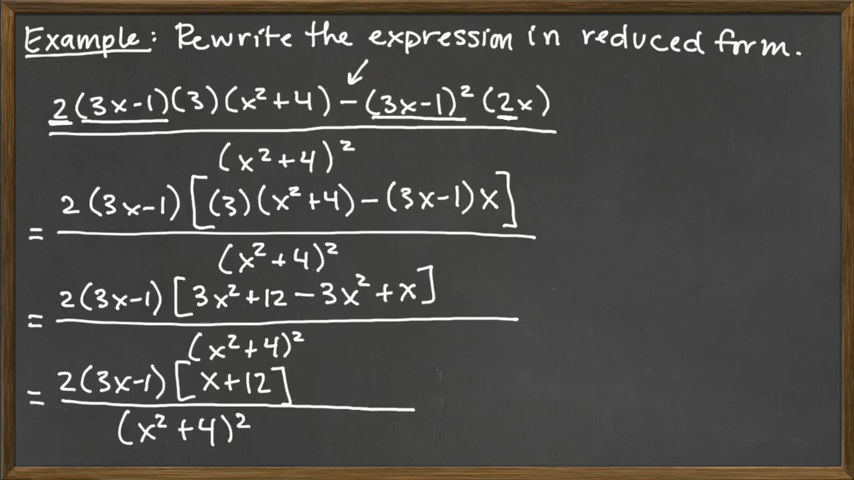 Example: Rewrite the expression in reduced form.
2(3x-1)(3)(x²+4) - (3x-1)²(2x)
(x²+4)²
2(3x-1)[(3)(x²+4) - (3x-1)x]
=
(x²+4)²
2(3x-1)[3x²+12-3x²+x]
=
(x²+4)²
2(3x-1)[x+12]
=
(x²+4)²